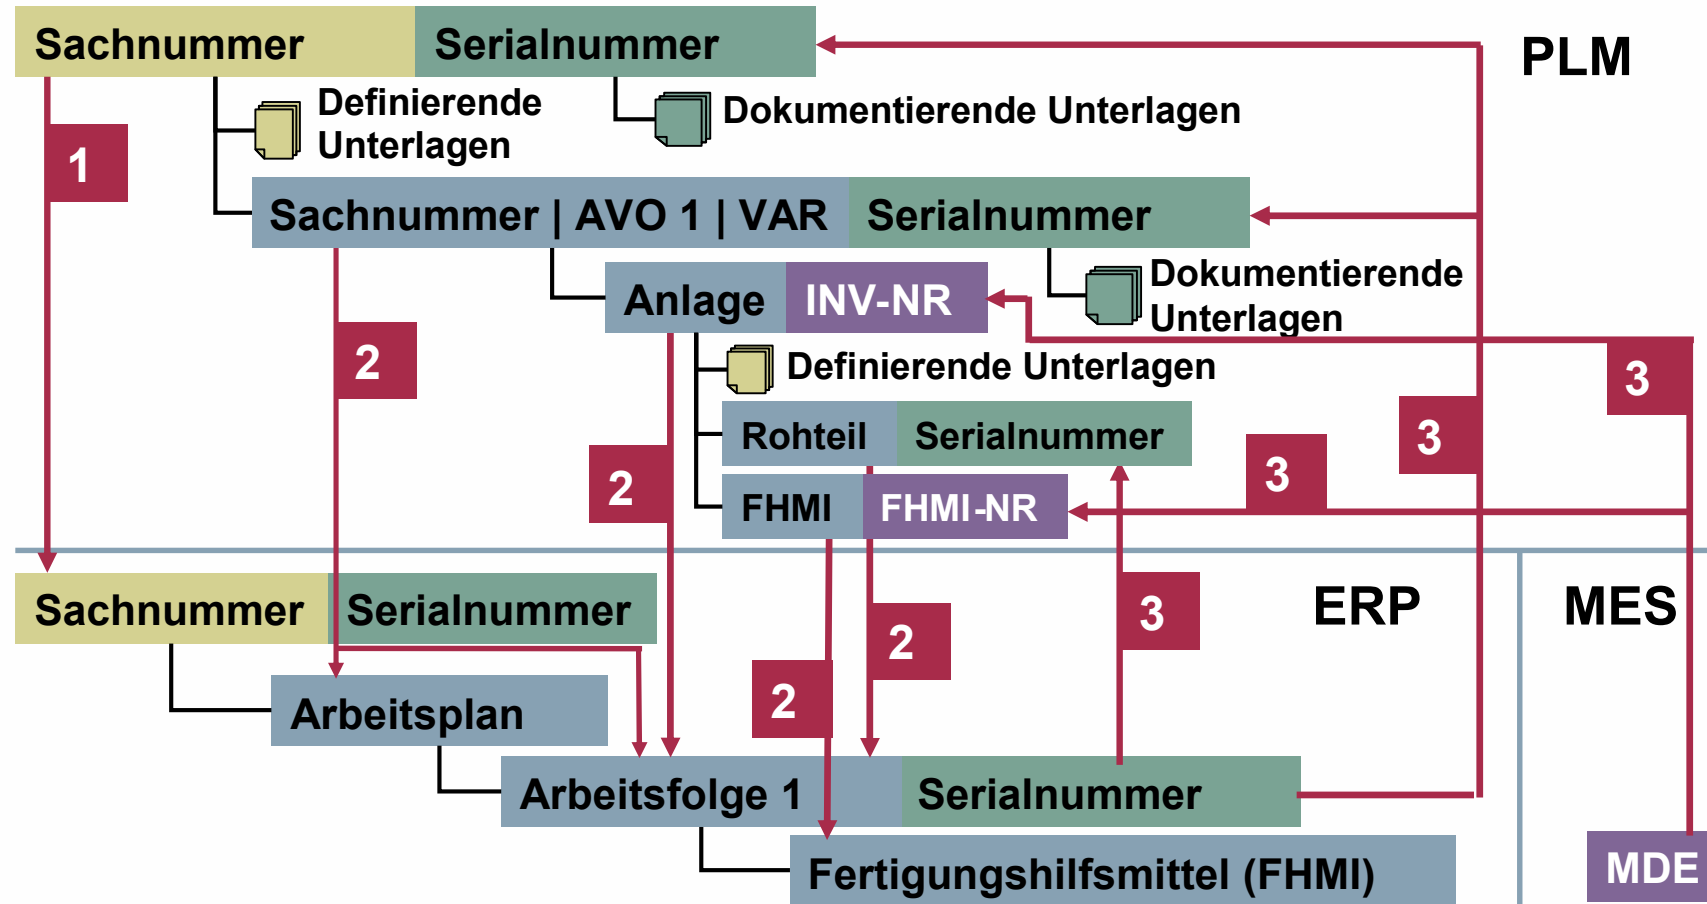 Sachnummer Serialnummer
PLM
Definierende
Unterlagen
Dokumentierende Unterlagen
1
Sachnummer | AVO 1 | VAR Serialnummer
Anlage INV-NR
Dokumentierende
Unterlagen
2
Definierende Unterlagen
3
Rohteil Serialnummer
3
3
2
FHMI FHMI-NR
Sachnummer Serialnummer
3
ERP
MES
2
2
Arbeitsplan
Arbeitsfolge 1 Serialnummer
Fertigungshilfsmittel (FHMI)
MDE